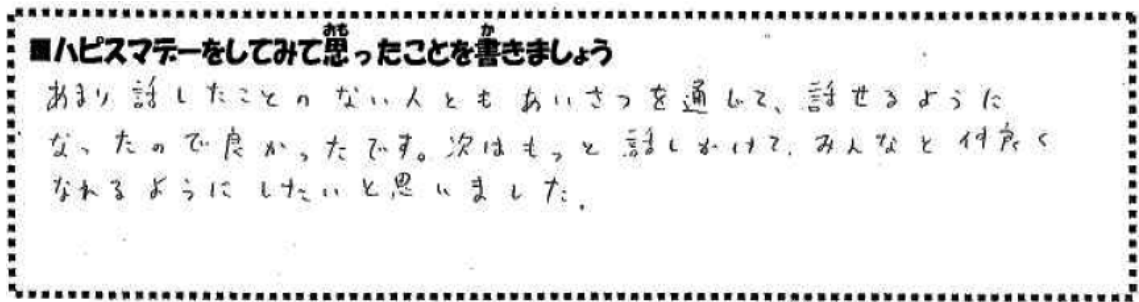 ■ハピスマデーをしてみて思ったことを書きましょう
あまり話したことのない人ともあいさつを通じて、話せるように
なったので良かったです。次はもっと話しかけて、みんなと仲良く
なれるようにしたいと思いました。